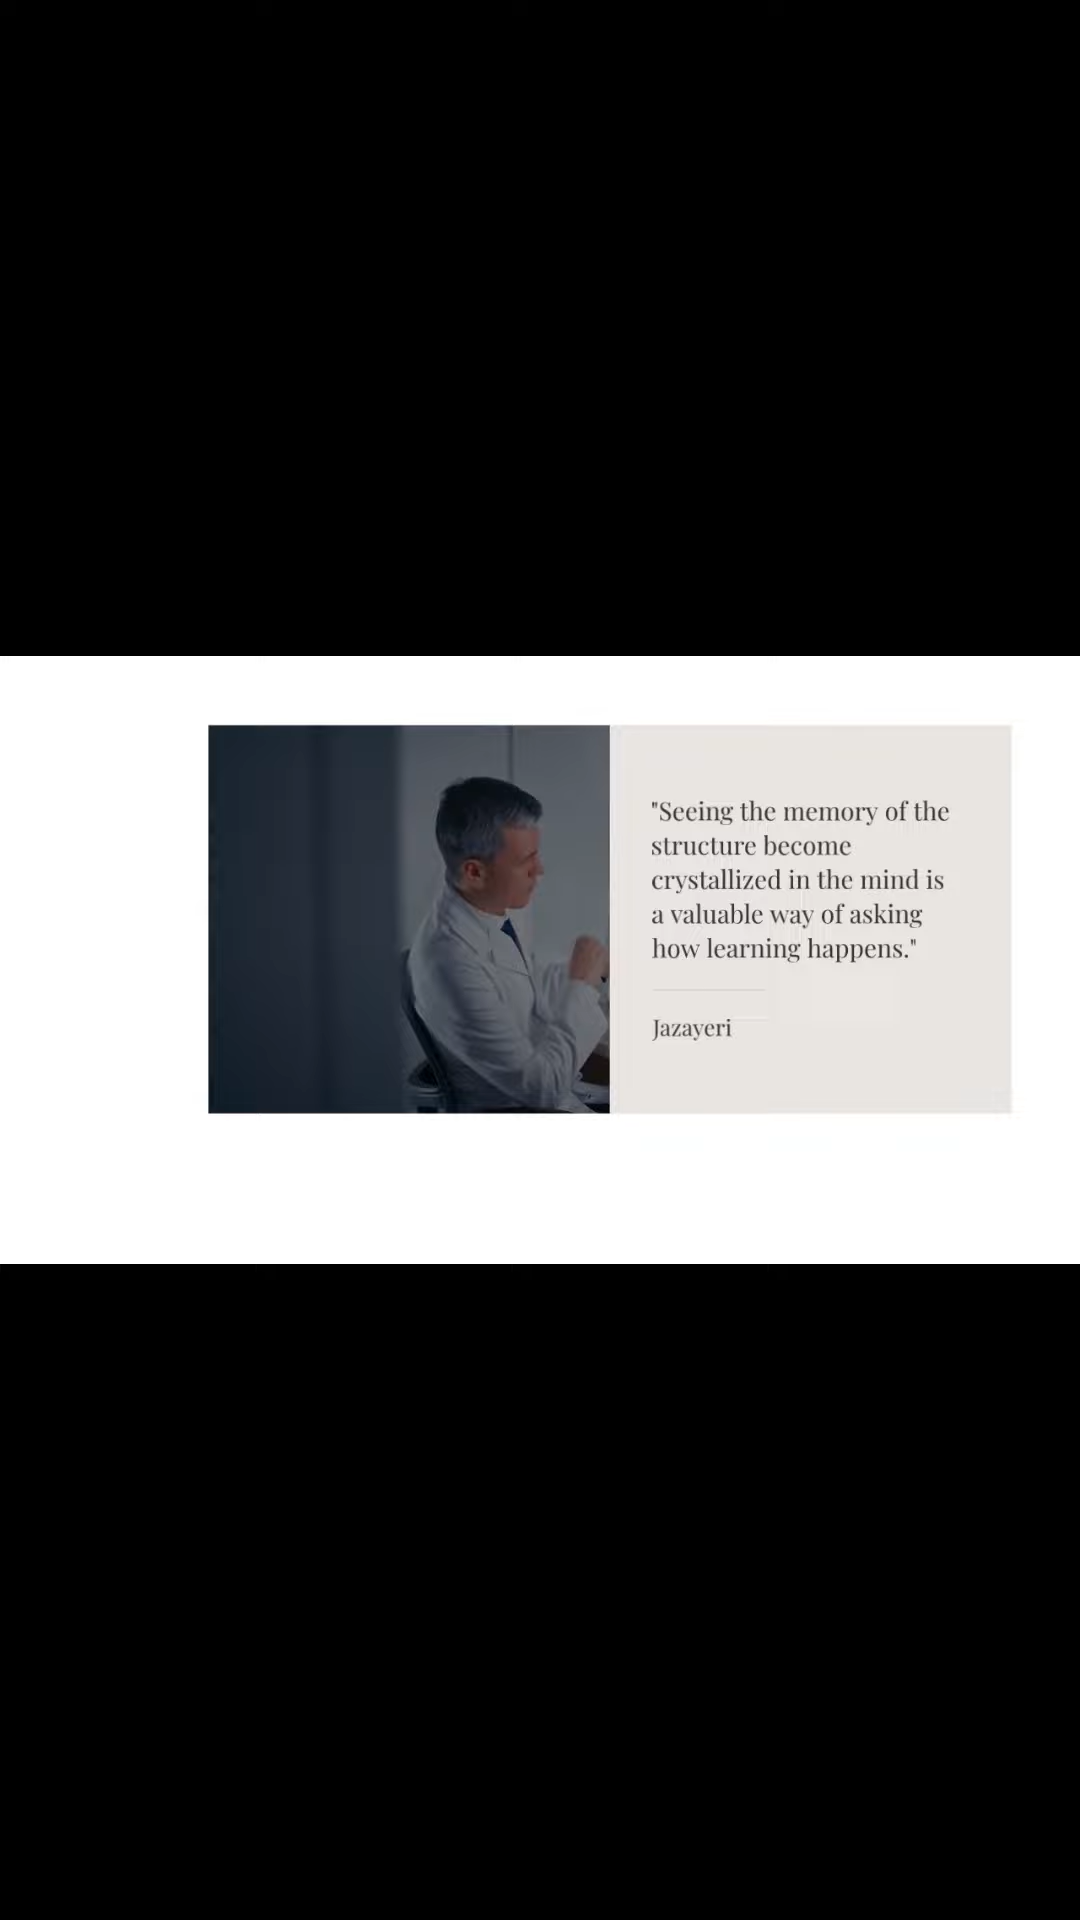 "Seeing the memory of the
structure become
crystallized in the mind is
a valuable way of asking
how learning happens."
Jazayeri